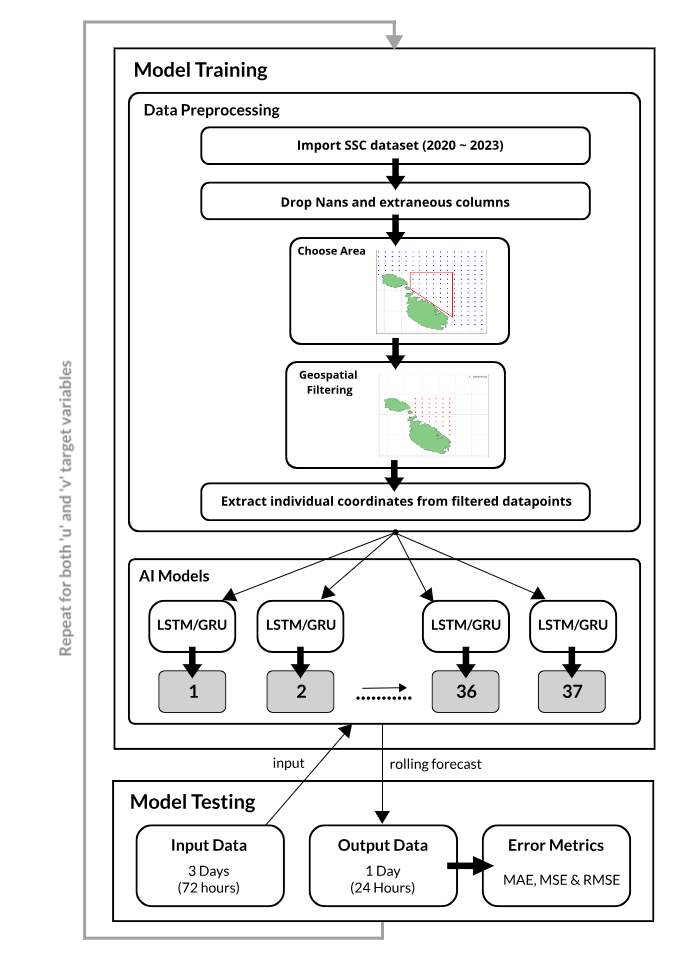 Model Training
Data Preprocessing
Import SSC dataset (2020 ~ 2023)
Drop Nans and extraneous columns
Choose Area
Geospatial
Filtering
Extract individual coordinates from filtered datapoints
AI Models
LSTM/GRU
LSTM/GRU
LSTM/GRU
LSTM/GRU
1
2
36
37
input
rolling forecast
Model Testing
Input Data
3 Days
(72 hours)
Output Data
1 Day
(24 Hours)
Error Metrics
MAE, MSE & RMSE
Repeat for both 'u' and 'v' target variables